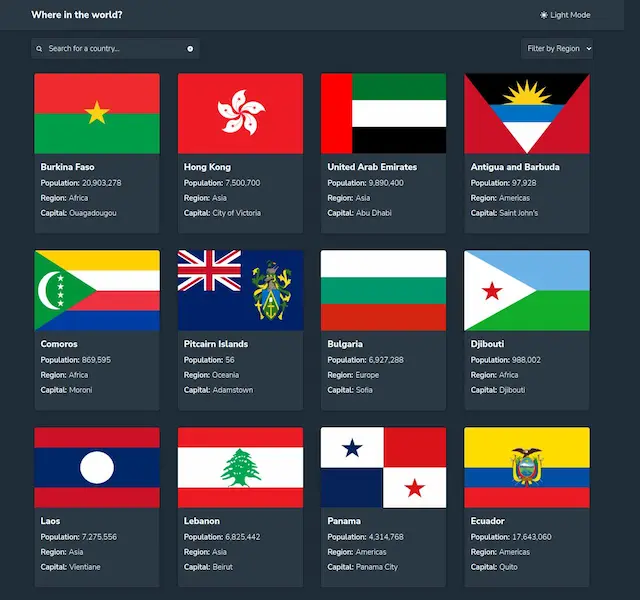 Where in the world?
Light Mode
Search for a country...
Filter by Region
Burkina Faso
Population: 20,903,278
Region: Africa
Capital: Ouagadougou
Hong Kong
Population: 7,500,700
Region: Asia
Capital: City of Victoria
United Arab Emirates
Population: 9,890,400
Region: Asia
Capital: Abu Dhabi
Antigua and Barbuda
Population: 97,928
Region: Americas
Capital: Saint John's
Comoros
Population: 869,595
Region: Africa
Capital: Moroni
Pitcairn Islands
Population: 56
Region: Oceania
Capital: Adamstown
Bulgaria
Population: 6,927,288
Region: Europe
Capital: Sofia
Djibouti
Population: 988,002
Region: Africa
Capital: Djibouti
Laos
Population: 7,275,556
Region: Asia
Capital: Vientiane
Lebanon
Population: 6,825,442
Region: Asia
Capital: Beirut
Panama
Population: 4,314,768
Region: Americas
Capital: Panama City
Ecuador
Population: 17,643,060
Region: Americas
Capital: Quito